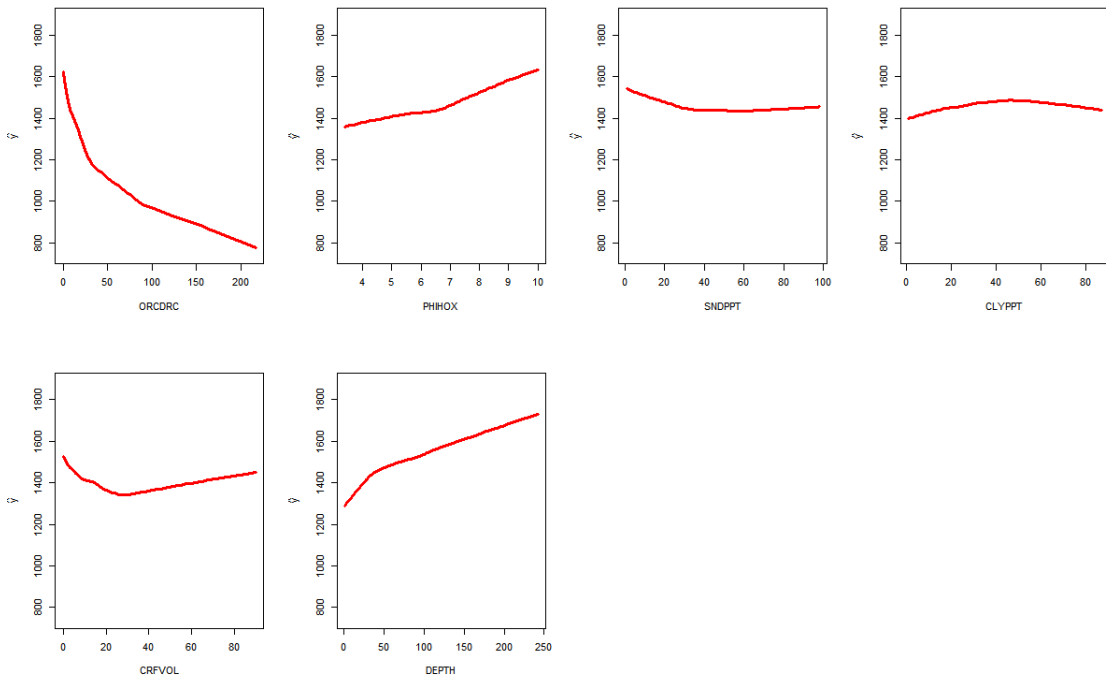 800 1000 1200 1400 1600 1800
ŷ
0 50 100 150 200
ORCDRC
800 1000 1200 1400 1600 1800
ŷ
4 5 6 7 8 9 10
PHIHOX
800 1000 1200 1400 1600 1800
ŷ
0 20 40 60 80 100
SNDPPT
800 1000 1200 1400 1600 1800
ŷ
0 20 40 60 80
CLYPPT
800 1000 1200 1400 1600 1800
ŷ
0 20 40 60 80
CRFVOL
800 1000 1200 1400 1600 1800
ŷ
0 50 100 150 200 250
DEPTH